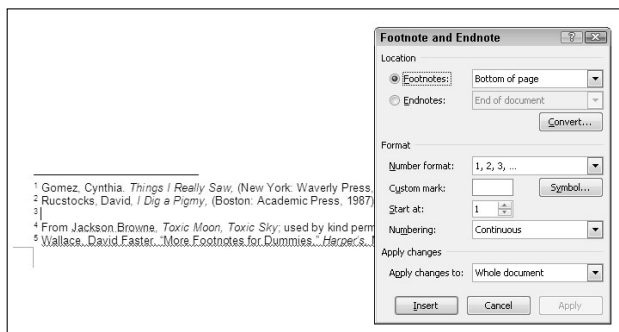 Footnote and Endnote
Location
Footnotes: Bottom of page
Endnotes: End of document
Convert...
Format
Number format: 1, 2, 3, ...
Custom mark: Symbol...
Start at: 1
Numbering: Continuous
Apply changes
Apply changes to: Whole document
Insert Cancel Apply
1 Gomez, Cynthia. Things I Really Saw, (New York: Waverly Press,
2 Rucstocks, David, I Dig a Pigmy, (Boston: Academic Press, 1987)
3
4 From Jackson Browne, Toxic Moon, Toxic Sky; used by kind perm
5 Wallace, David Faster, "More Footnotes for Dummies," Harper's,